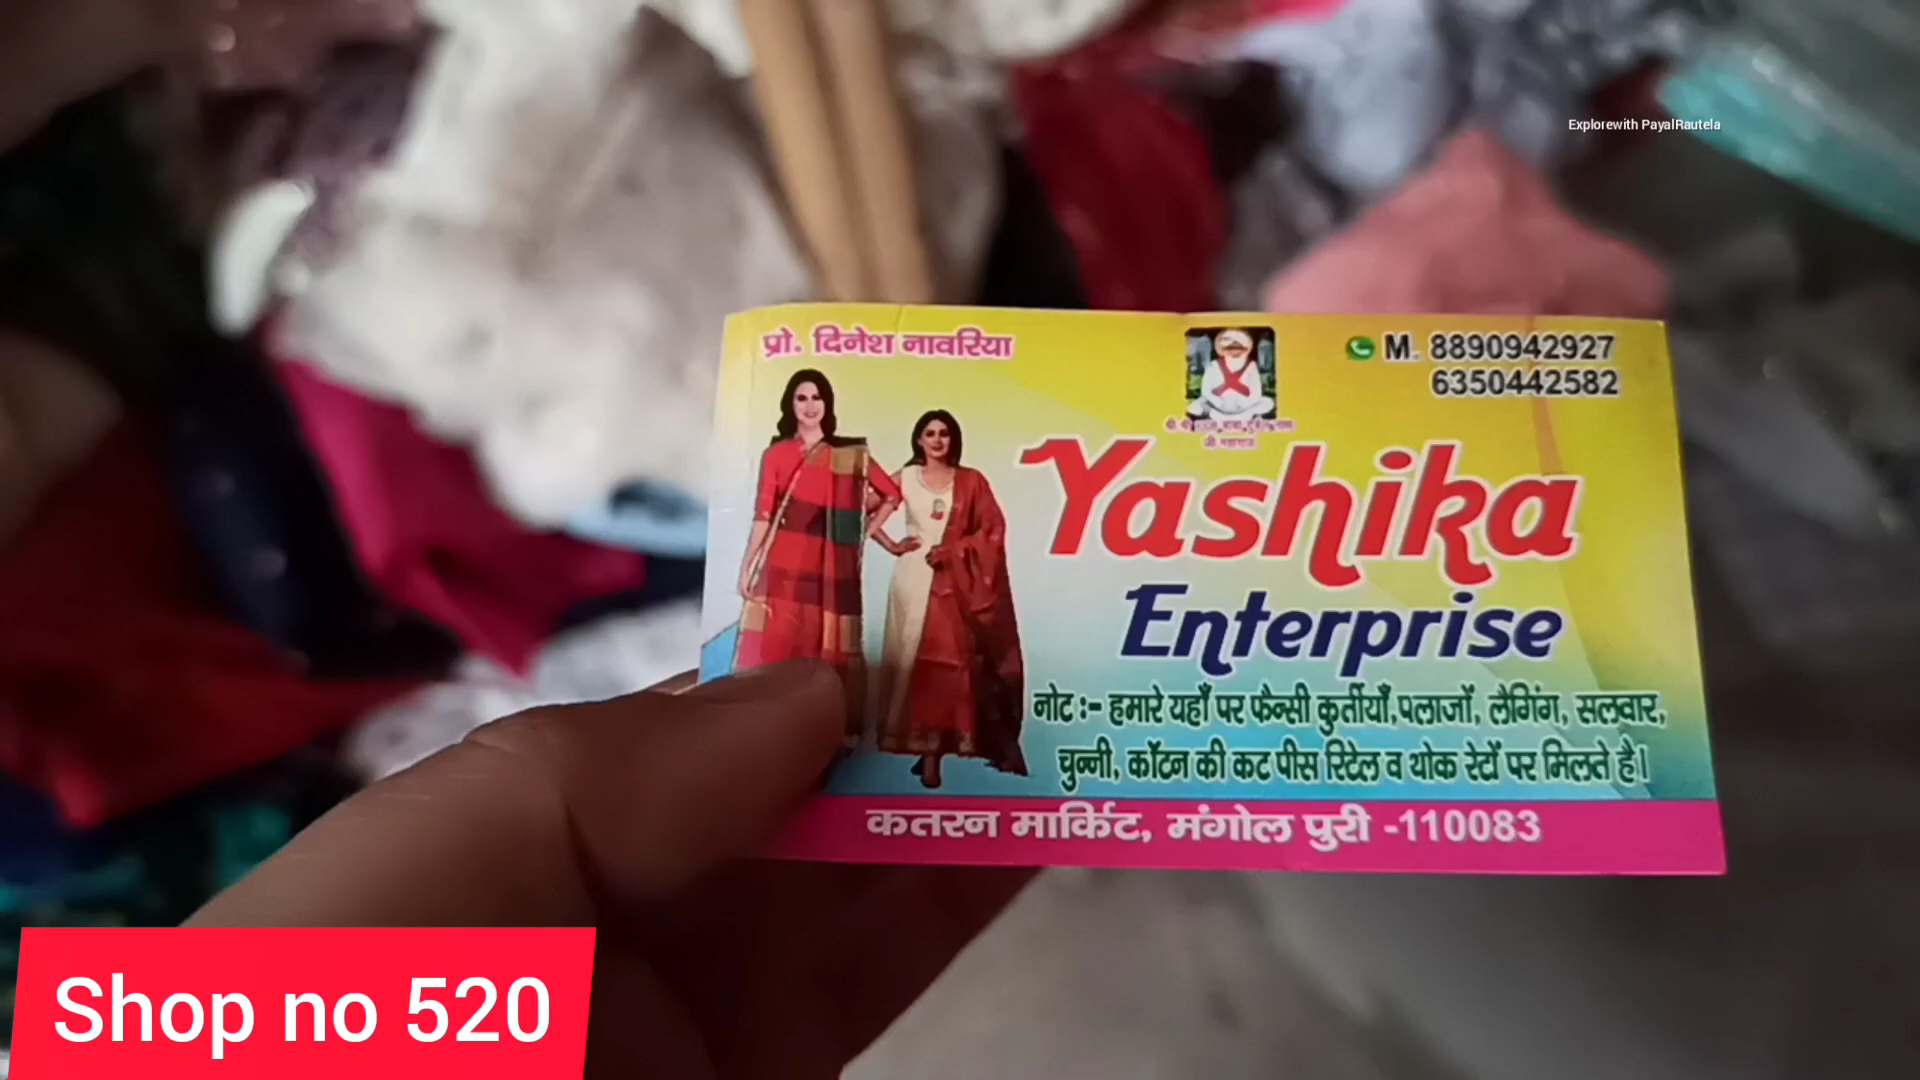 Explorewith PayalRautela
प्रो. दिनेश नावरिया
M. 8890942927
6350442582
जी महाराज
Yashika
Enterprise
नोट :- हमारे यहाँ पर फैन्सी कुर्तीयाँ,पलाजों, लैगिंग, सलवार,
चुन्नी, कॉटन की कट पीस रिटेल व थोक रेटों पर मिलते है।
कतरन मार्किट, मंगोल पुरी -110083
Shop no 520